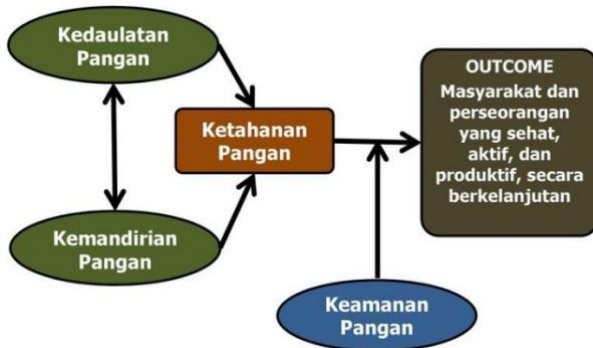 Kedaulatan
Pangan
OUTCOME
Masyarakat dan
perseorangan
yang sehat,
aktif, dan
produktif, secara
berkelanjutan
Ketahanan
Pangan
Kemandirian
Pangan
Keamanan
Pangan